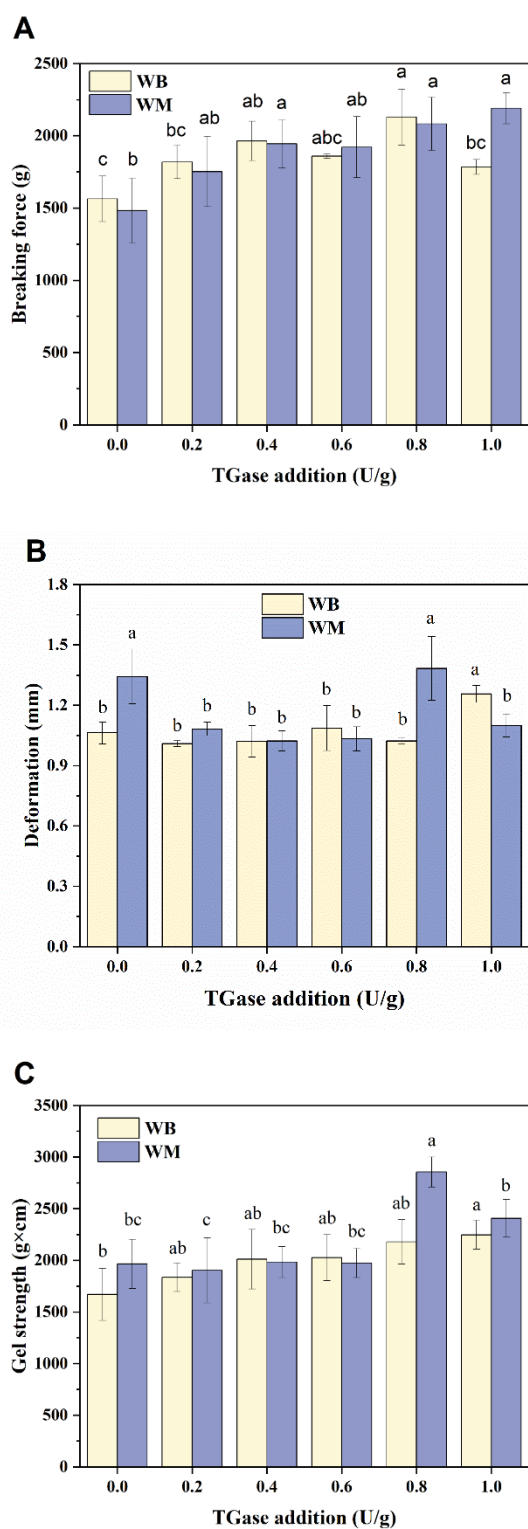 A
2500
2000
1500
1000
500
0
Breaking force (g)
WB
WM
c b bc ab ab a abc ab a a bc a
0.0 0.2 0.4 0.6 0.8 1.0
TGase addition (U/g)
B
1.8
1.5
1.2
0.9
0.6
0.3
0.0
Deformation (mm)
WB
WM
b a b b b b b b b a a b
0.0 0.2 0.4 0.6 0.8 1.0
TGase addition (U/g)
C
3500
3000
2500
2000
1500
1000
500
0
Gel strength (g×cm)
WB
WM
b bc ab c ab bc ab bc ab a a b
0.0 0.2 0.4 0.6 0.8 1.0
TGase addition (U/g)